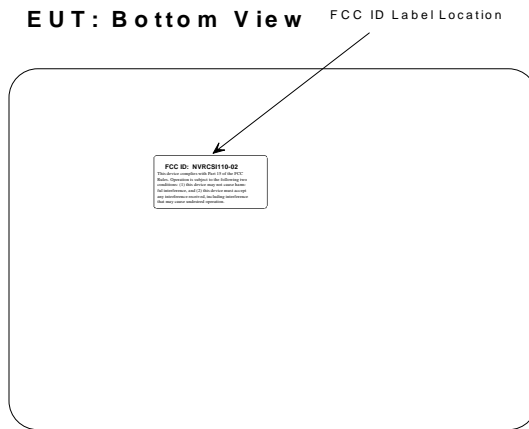 EUT: Bottom View
FCC ID Label Location
FCC ID: NVRCSI110-02
This device complies with Part 15 of the FCC
Rules. Operation is subject to the following two
conditions: (1) this device may not cause harm-
ful interference, and (2) this device must accept
any interference received, including interference
that may cause undesired operation.